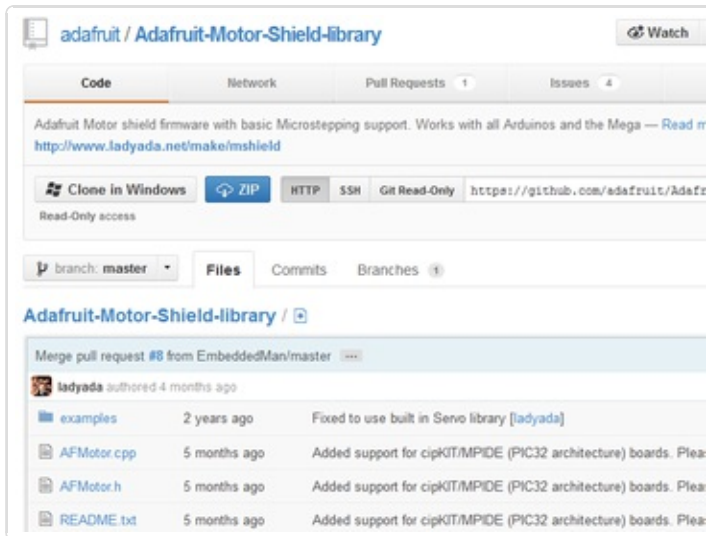 adafruit / Adafruit-Motor-Shield-library
Watch
Code Network Pull Requests 1 Issues 4
Adafruit Motor shield firmware with basic Microstepping support. Works with all Arduinos and the Mega — Read m
http://www.ladyada.net/make/mshield
Clone in Windows ZIP HTTP SSH Git Read-Only https://github.com/adafruit/Adafr
Read-Only access
branch: master Files Commits Branches 1
Adafruit-Motor-Shield-library /
Merge pull request #8 from EmbeddedMan/master ...
ladyada authored 4 months ago
examples 2 years ago Fixed to use built in Servo library [ladyada]
AFMotor.cpp 5 months ago Added support for cipKIT/MPIDE (PIC32 architecture) boards. Plea
AFMotor.h 5 months ago Added support for cipKIT/MPIDE (PIC32 architecture) boards. Plea
README.txt 5 months ago Added support for cipKIT/MPIDE (PIC32 architecture) boards. Plea